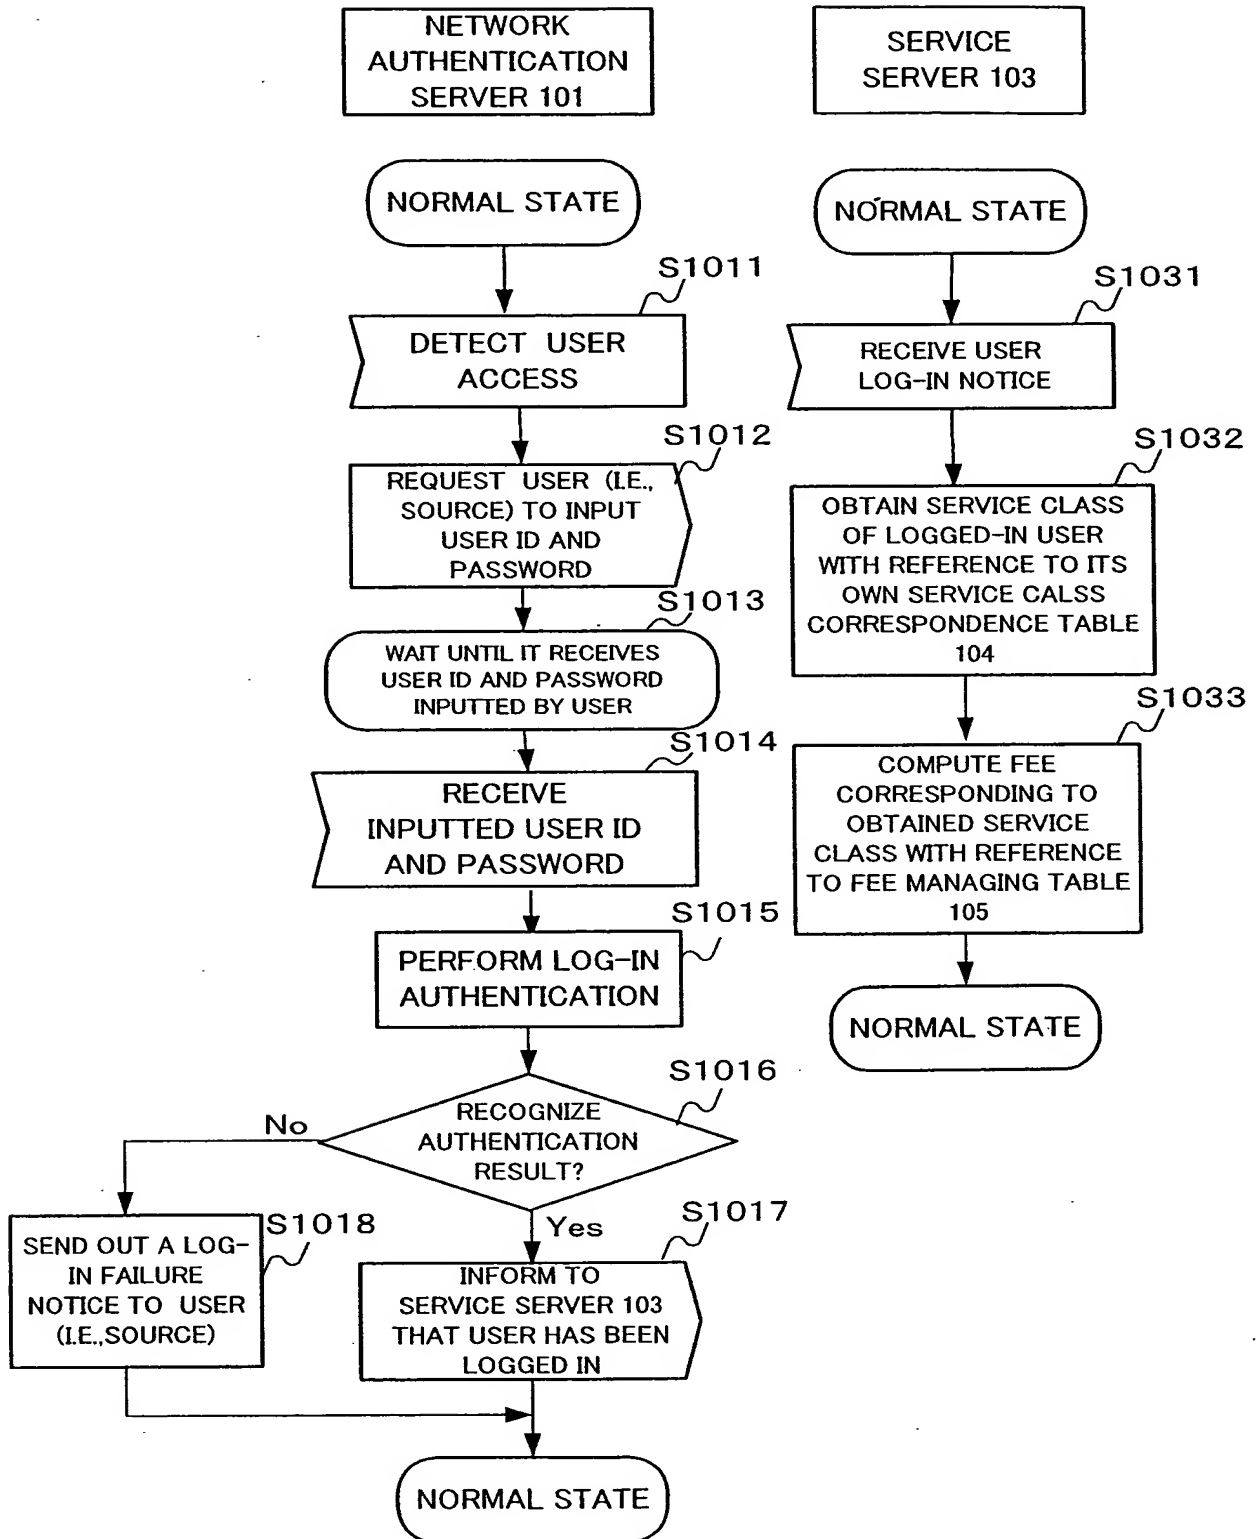 NETWORK
AUTHENTICATION
SERVER 101
NORMAL STATE
S1011
DETECT USER
ACCESS
S1012
REQUEST USER (I.E.,
SOURCE) TO INPUT
USER ID AND
PASSWORD
S1013
WAIT UNTIL IT RECEIVES
USER ID AND PASSWORD
INPUTTED BY USER
S1014
RECEIVE
INPUTTED USER ID
AND PASSWORD
S1015
PERFORM LOG-IN
AUTHENTICATION
S1016
RECOGNIZE
AUTHENTICATION
RESULT?
No
Yes
S1018
SEND OUT A LOG-
IN FAILURE
NOTICE TO USER
(I.E.,SOURCE)
S1017
INFORM TO
SERVICE SERVER 103
THAT USER HAS BEEN
LOGGED IN
NORMAL STATE
SERVICE
SERVER 103
NORMAL STATE
S1031
RECEIVE USER
LOG-IN NOTICE
S1032
OBTAIN SERVICE CLASS
OF LOGGED-IN USER
WITH REFERENCE TO ITS
OWN SERVICE CALSS
CORRESPONDENCE TABLE
104
S1033
COMPUTE FEE
CORRESPONDING TO
OBTAINED SERVICE
CLASS WITH REFERENCE
TO FEE MANAGING TABLE
105
NORMAL STATE